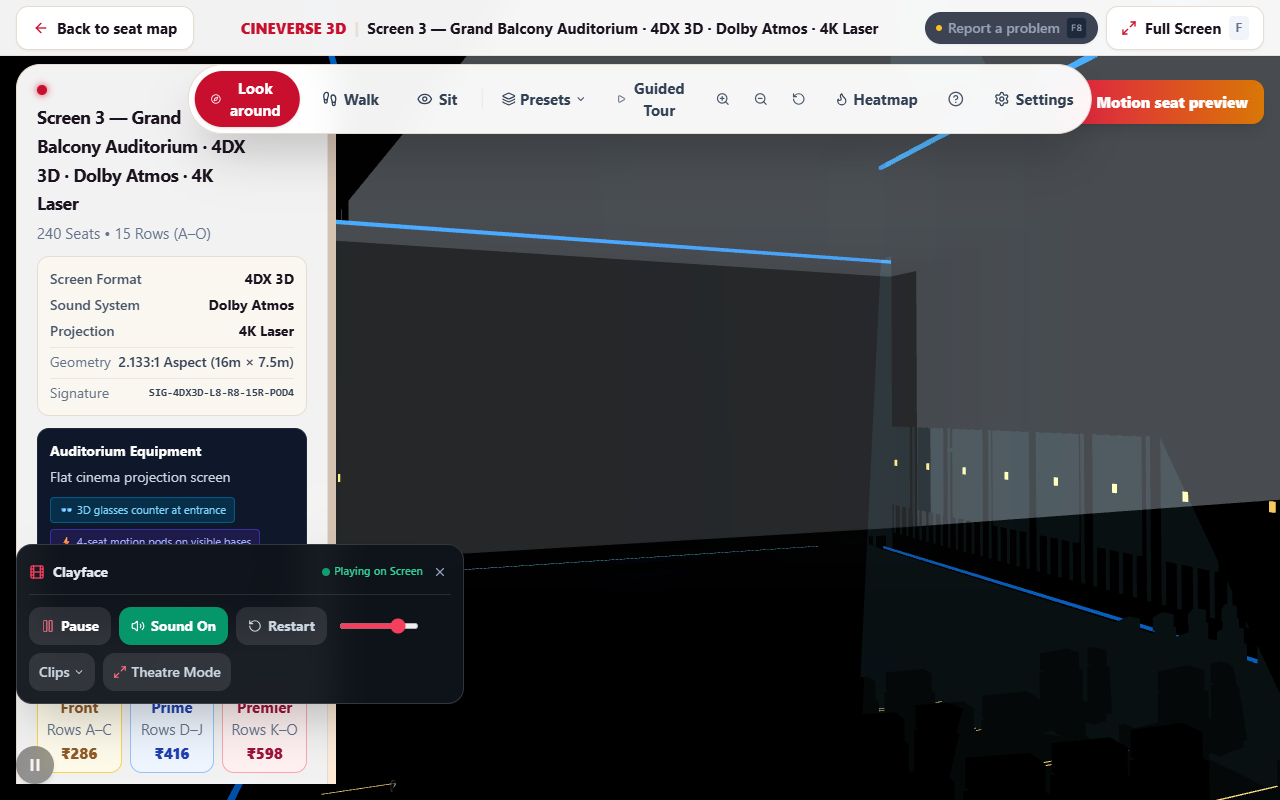 Back to seat map
CINEVERSE 3D | Screen 3 — Grand Balcony Auditorium · 4DX 3D · Dolby Atmos · 4K Laser
Report a problem F8
Full Screen F
Look around
Walk
Sit
Presets
Guided Tour
Heatmap
Settings
Motion seat preview
Screen 3 — Grand
Balcony Auditorium · 4DX
3D · Dolby Atmos · 4K
Laser
240 Seats • 15 Rows (A–O)
Screen Format 4DX 3D
Sound System Dolby Atmos
Projection 4K Laser
Geometry 2.133:1 Aspect (16m × 7.5m)
Signature SIG-4DX3D-L8-R8-15R-POD4
Auditorium Equipment
Flat cinema projection screen
3D glasses counter at entrance
4-seat motion pods on visible bases
Clayface
Playing on Screen
Pause
Sound On
Restart
Clips
Theatre Mode
Front Prime Premier
Rows A–C Rows D–J Rows K–O
₹286 ₹416 ₹598